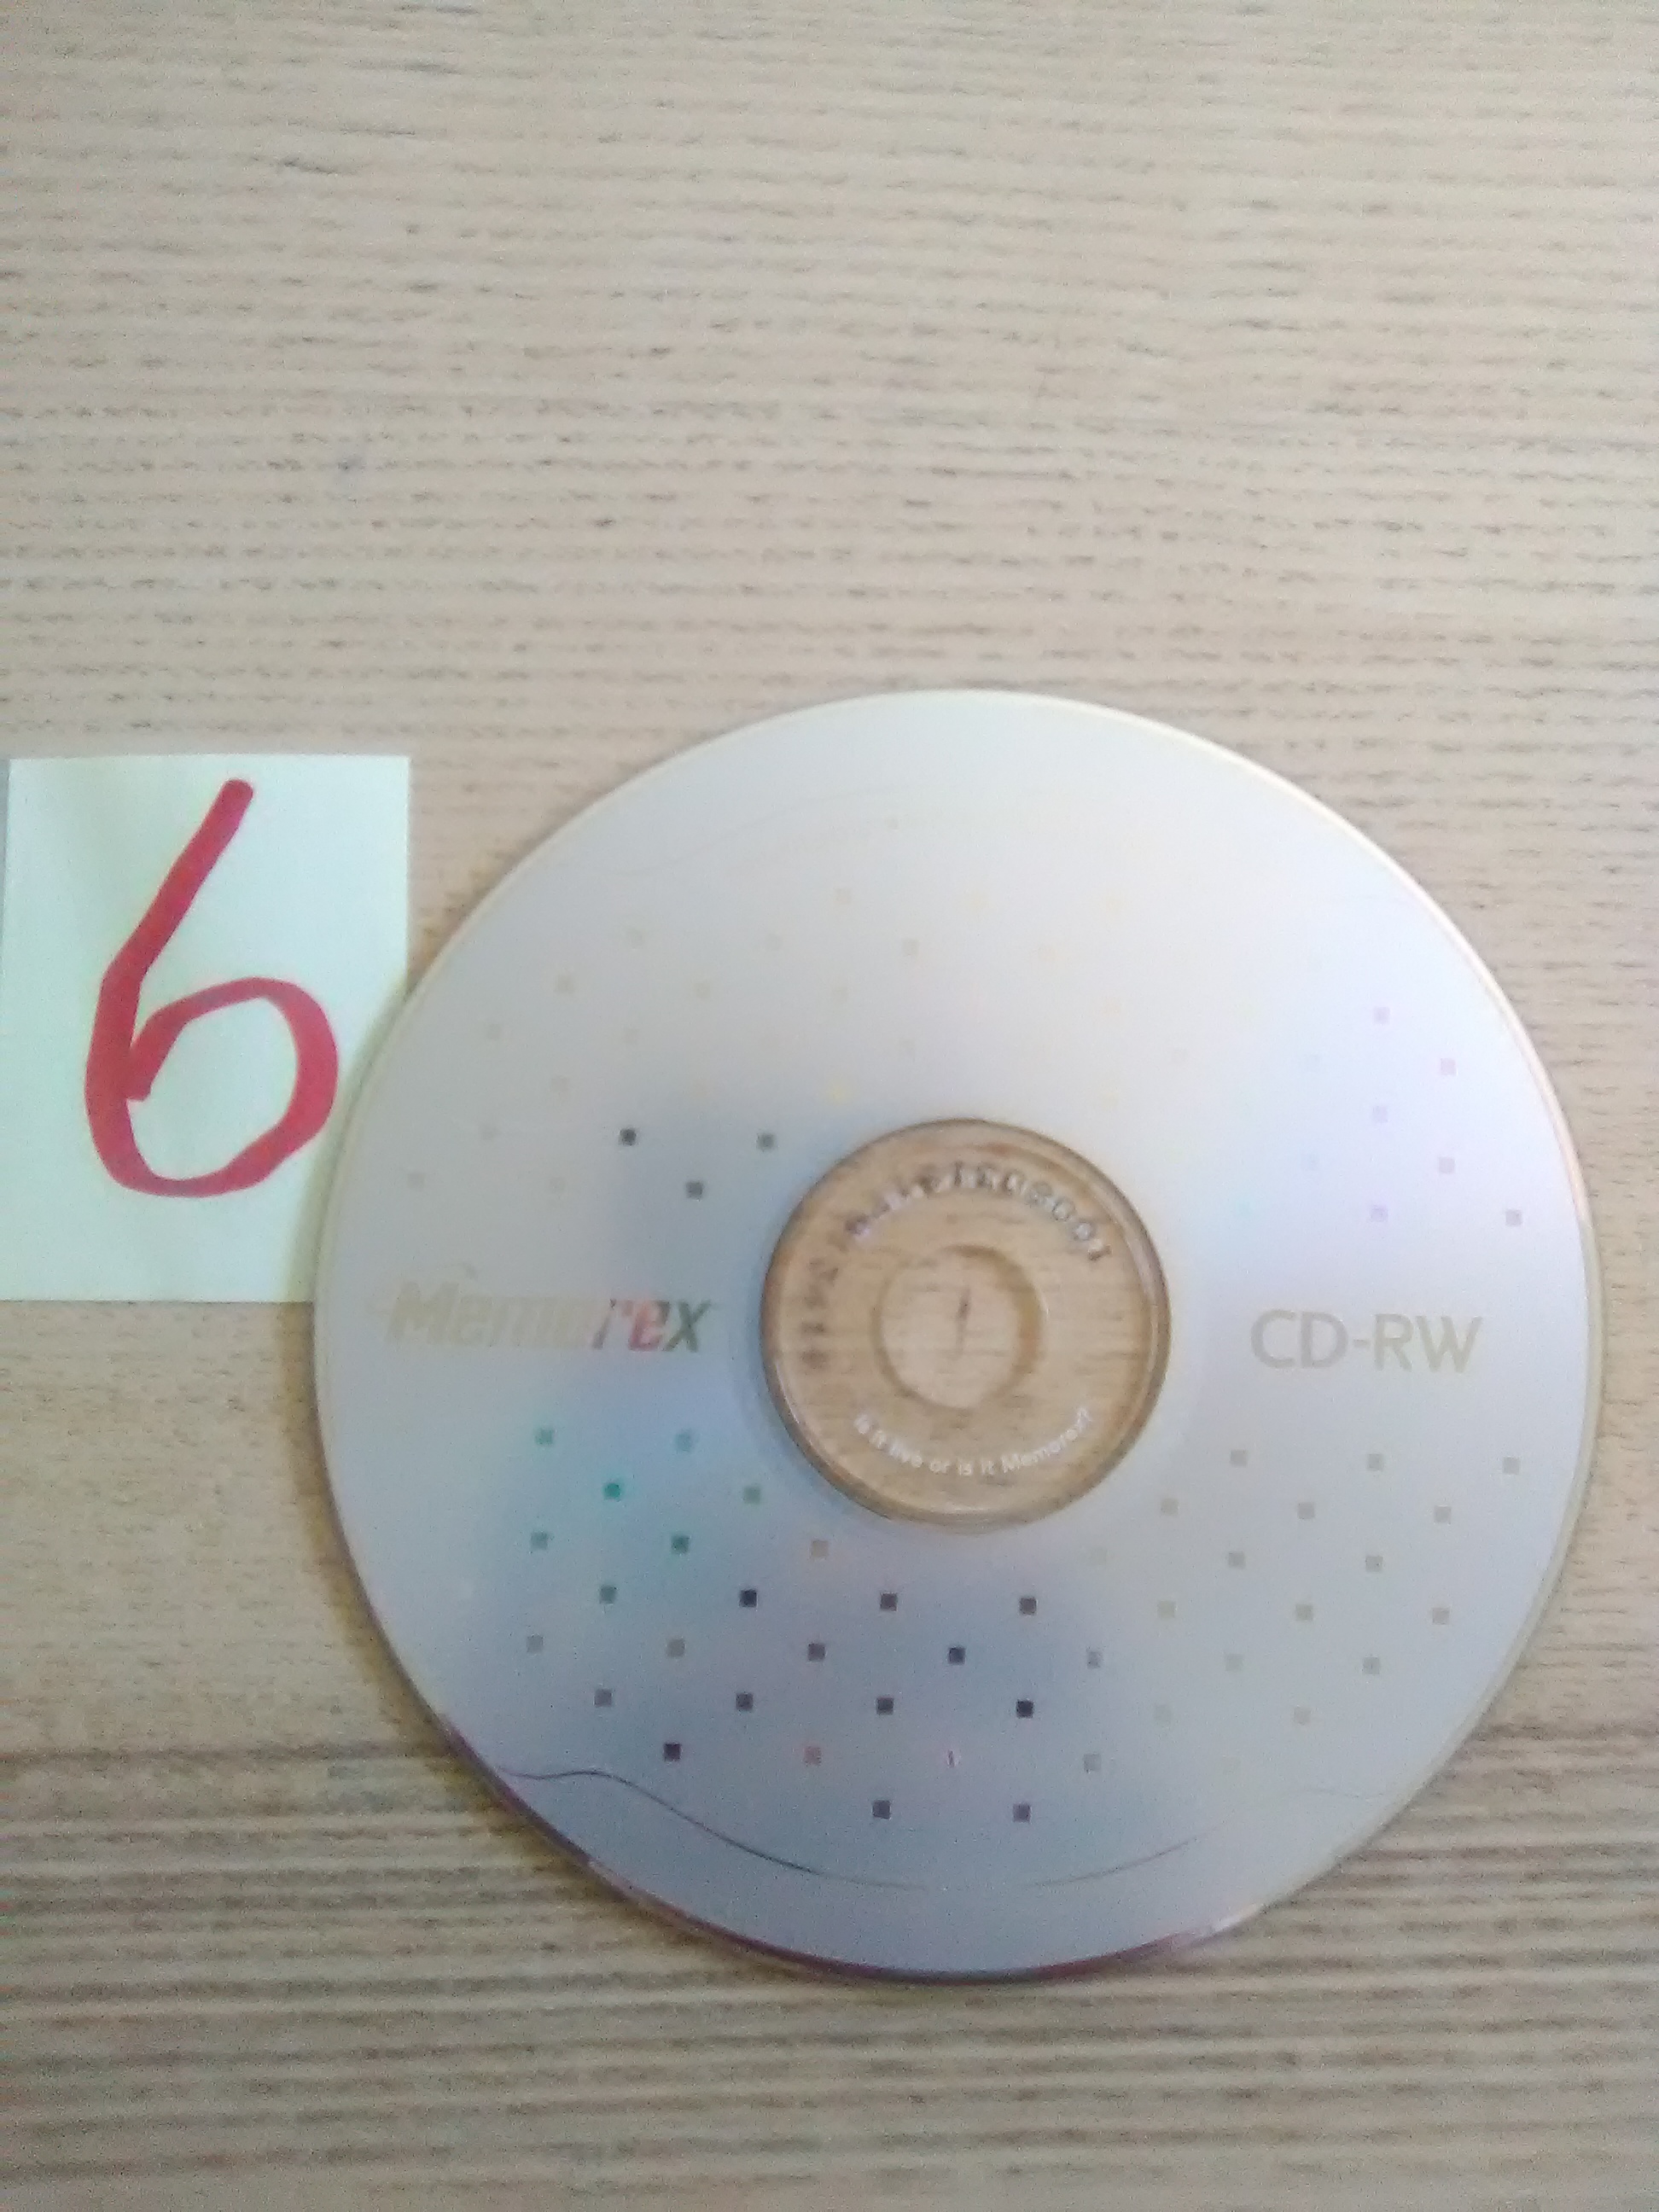 6
Memorex
CD-RW
Is it live or is it Memorex?